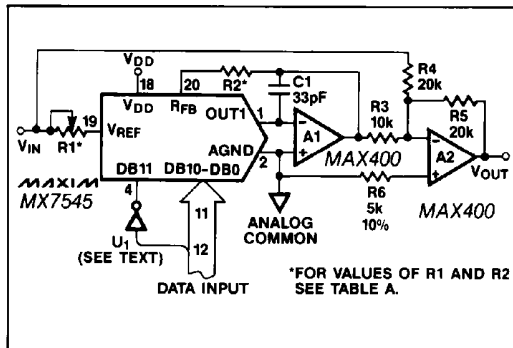 VDD
18
20
R2*
C1
33pF
R4
20k
VDD
RFB
OUT1
1
R3
10k
R5
20k
19
VREF
AGND
2
A1
A2
VIN
R1*
DB11
DB10-DB0
VOUT
MAXIM
MX7545
4
11
12
U1
(SEE TEXT)
ANALOG
COMMON
MAX400
R6
5k
10%
MAX400
DATA INPUT
*FOR VALUES OF R1 AND R2
SEE TABLE A.